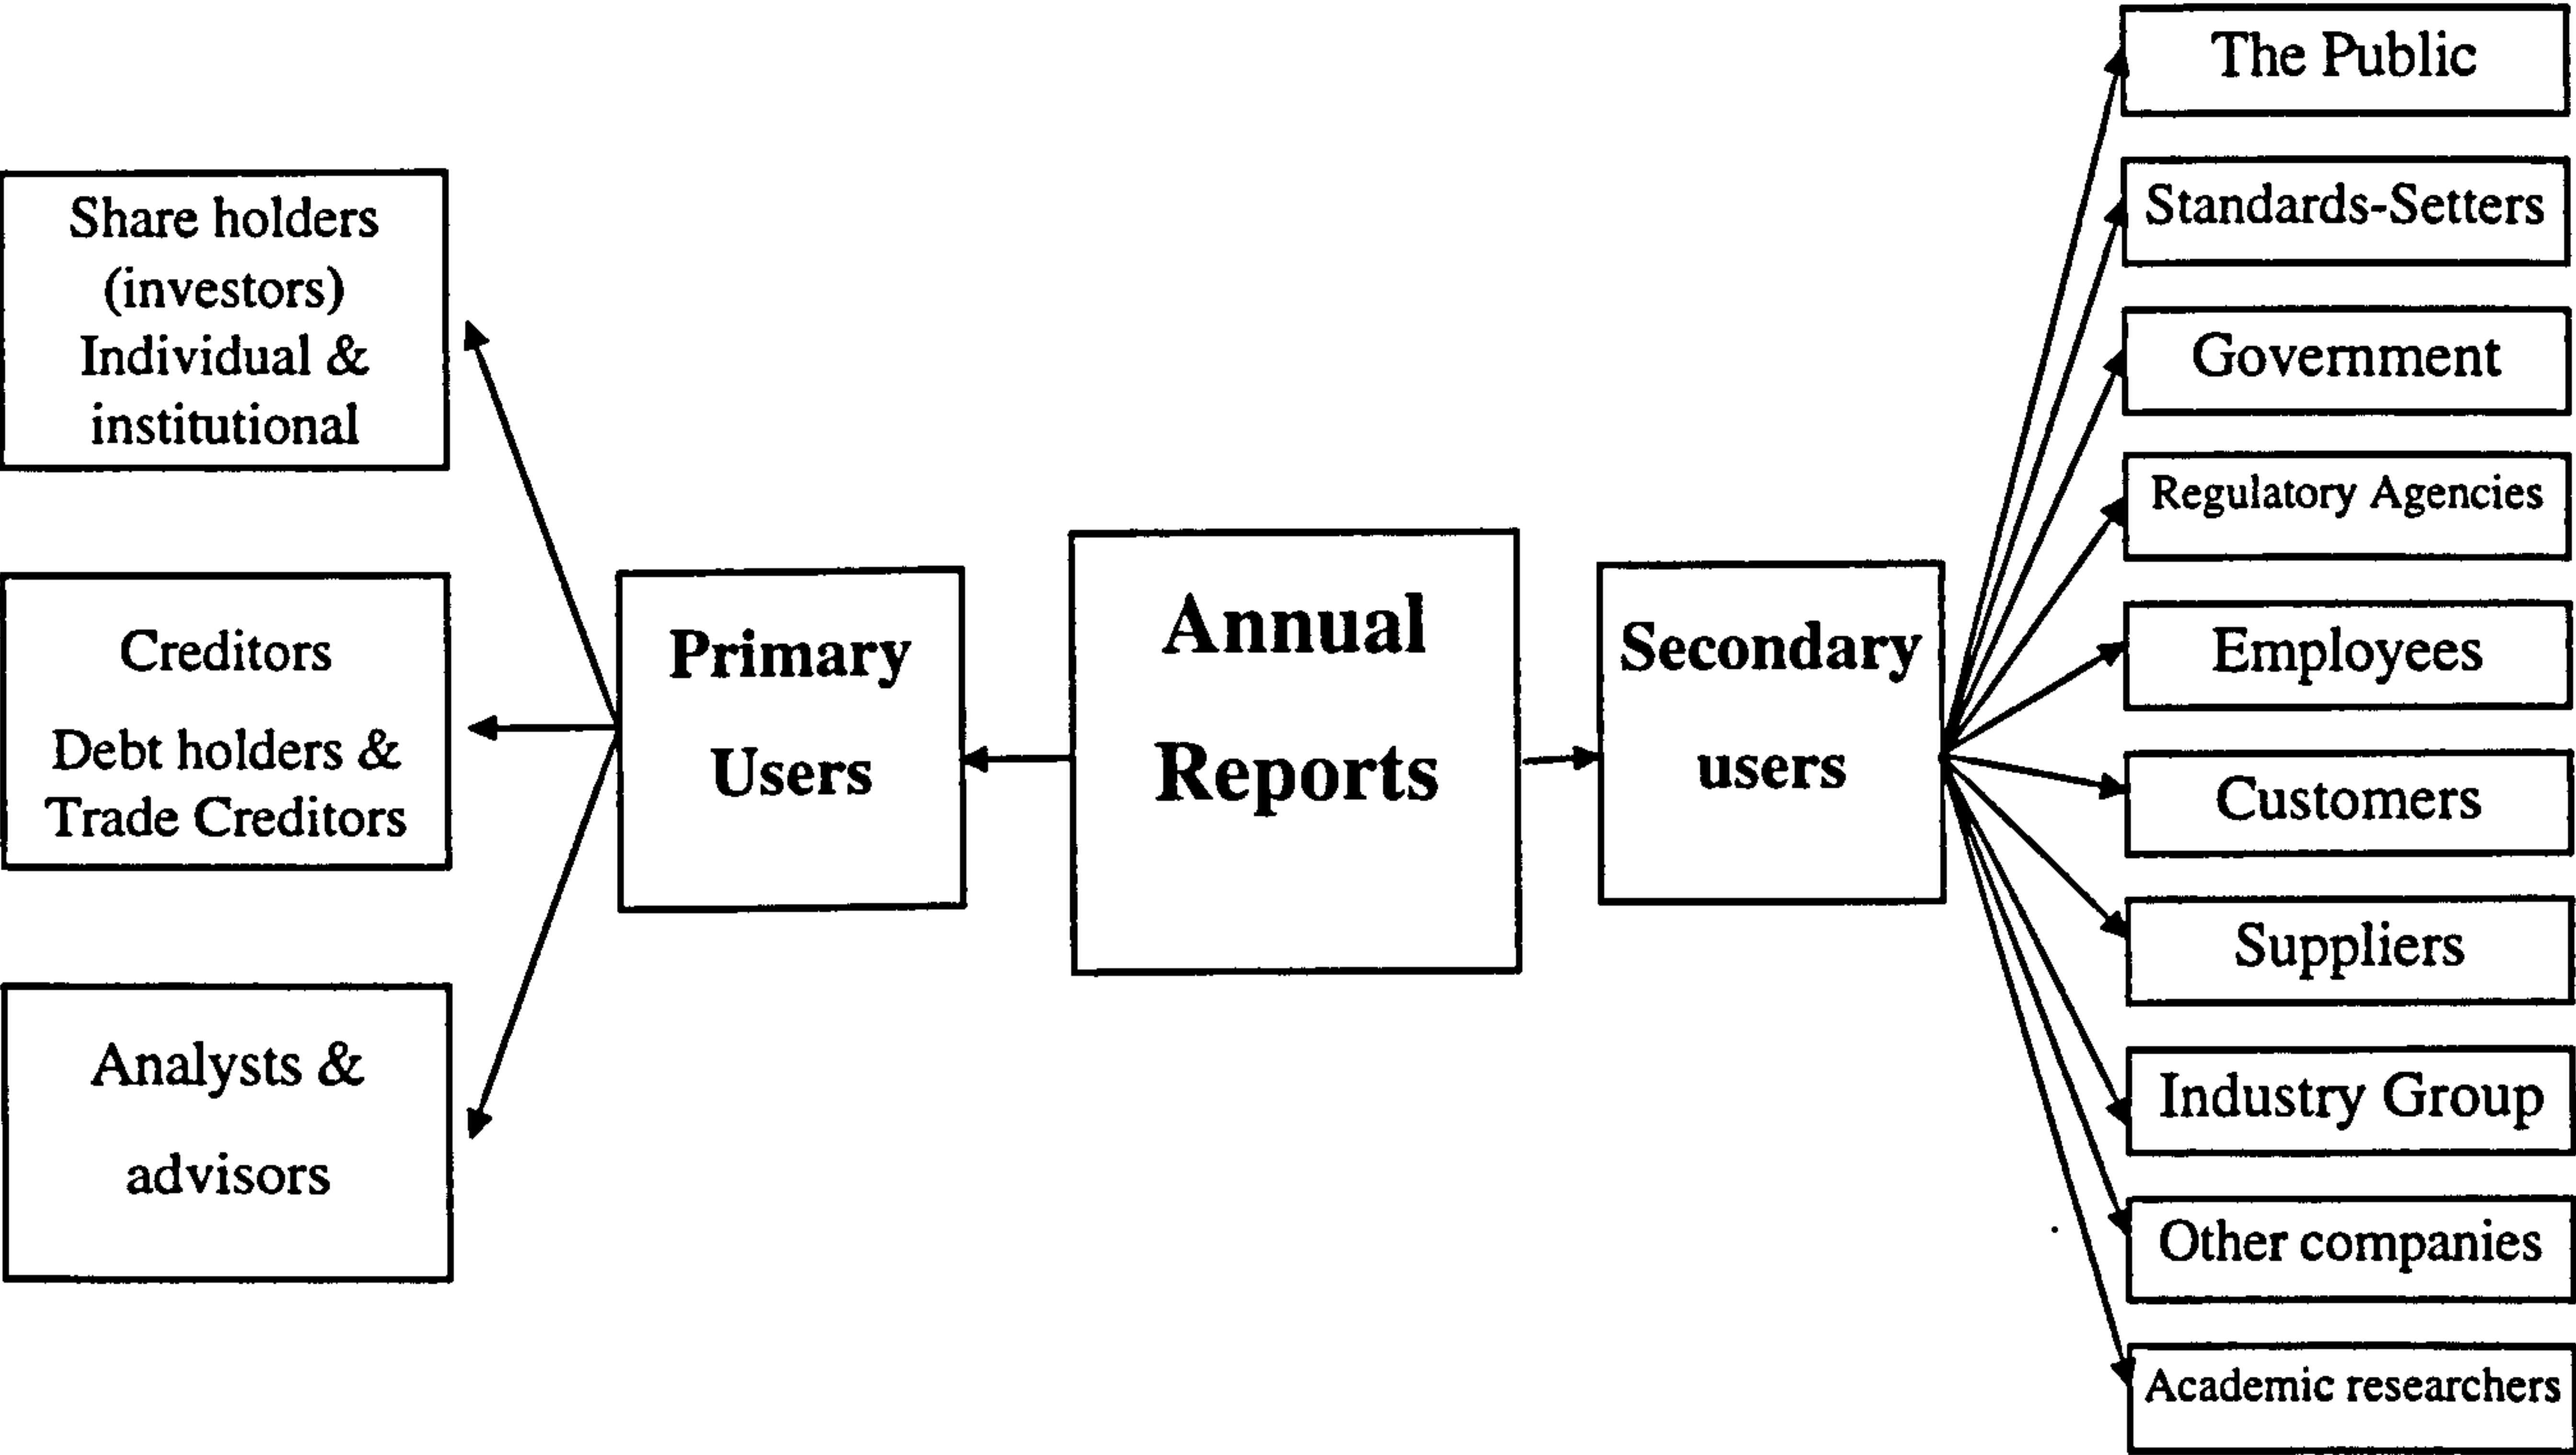 Share holders
(investors)
Individual &
institutional
Creditors
Debt holders &
Trade Creditors
Analysts &
advisors
Primary
Users
Annual
Reports
Secondary
users
The Public
Standards-Setters
Government
Regulatory Agencies
Employees
Customers
Suppliers
Industry Group
Other companies
Academic researchers